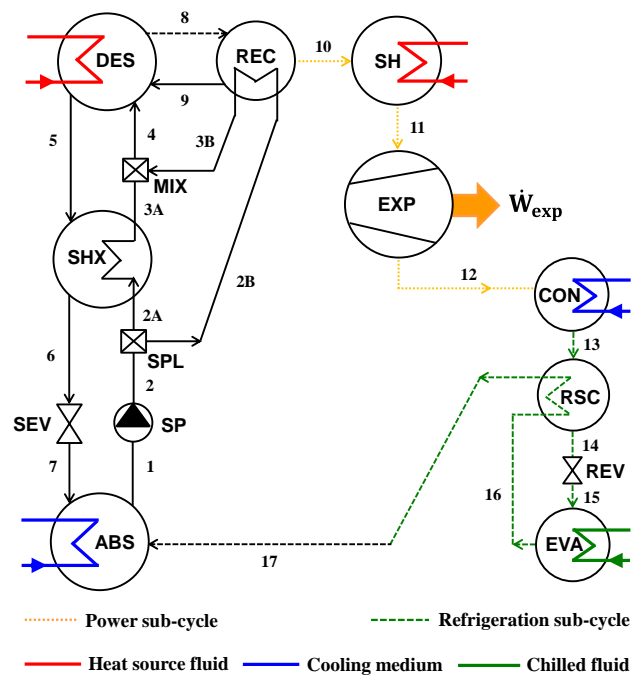 8
DES
REC
10
SH
9
5
4
3B
11
MIX
3A
EXP
Ẇexp
SHX
2B
12
2A
CON
6
SPL
13
2
SEV
SP
RSC
7
1
14
REV
16
15
ABS
17
EVA
Power sub-cycle
Refrigeration sub-cycle
Heat source fluid
Cooling medium
Chilled fluid